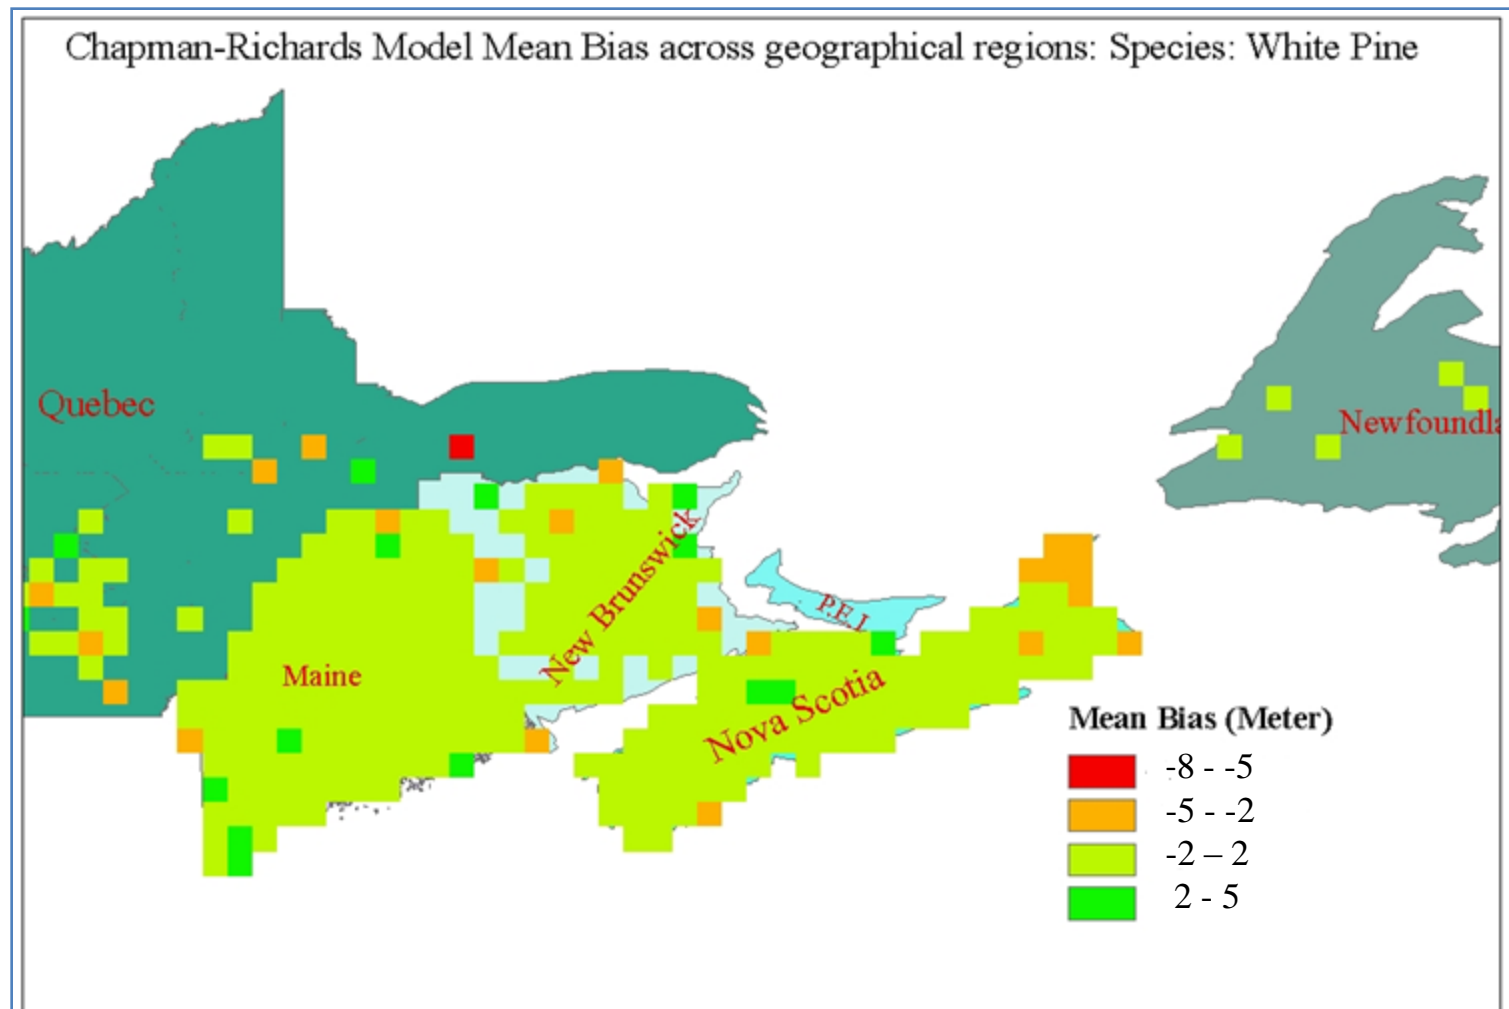 Chapman-Richards Model Mean Bias across geographical regions: Species: White Pine
Quebec
Newfoundla
New Brunswick
P.E.I
Maine
Nova Scotia
Mean Bias (Meter)
-8 - -5
-5 - -2
-2 – 2
2 - 5